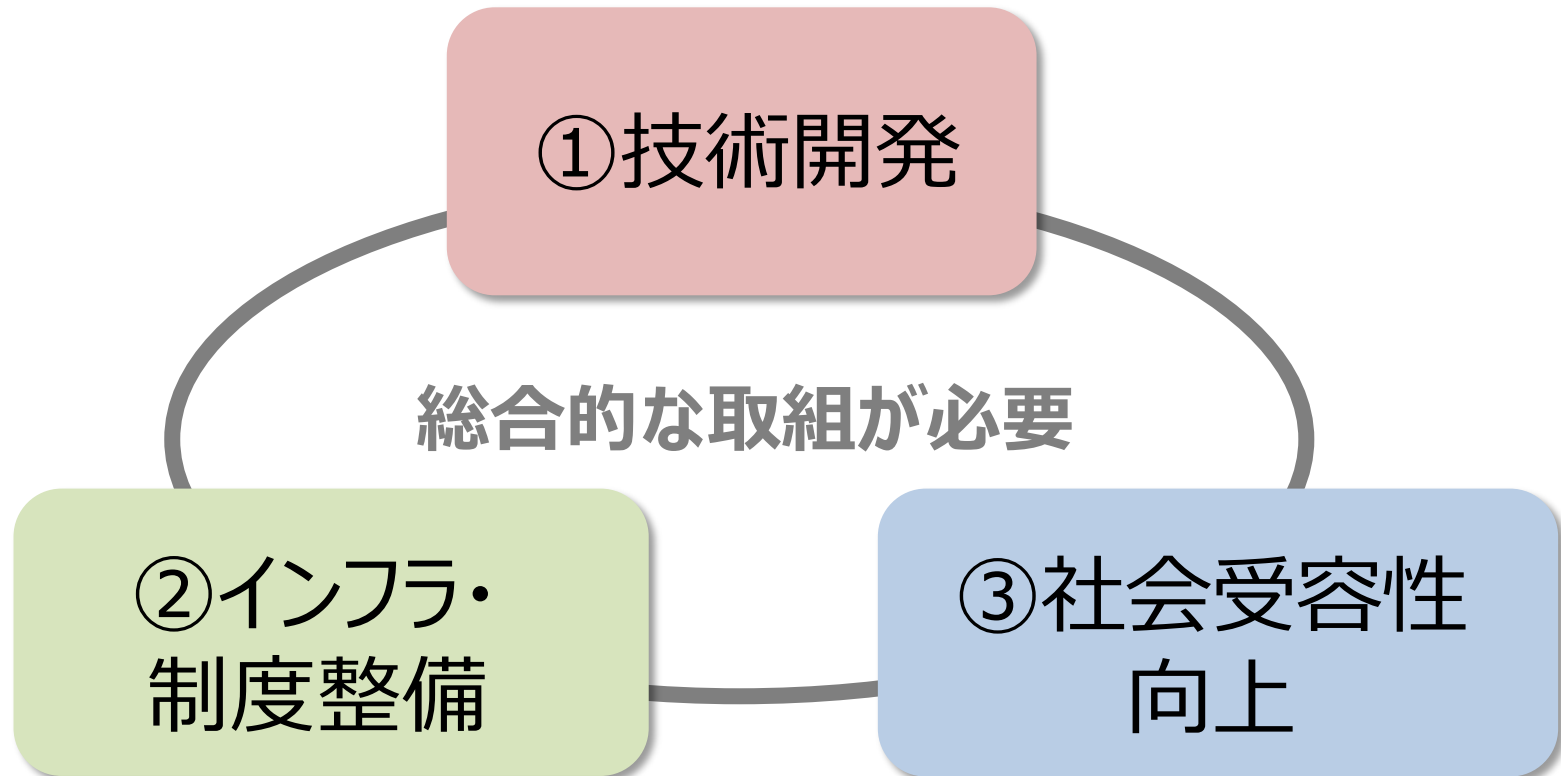 ①技術開発
総合的な取組が必要
②インフラ・
制度整備
③社会受容性
向上